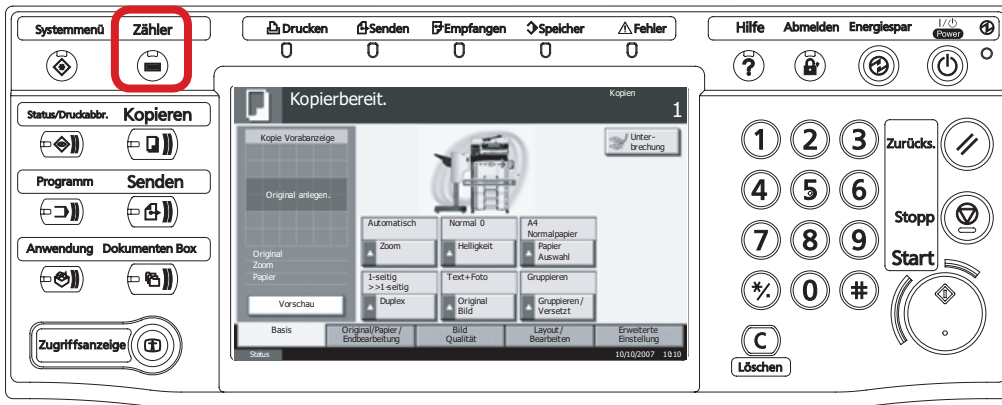 Systemmenü Zähler
Drucken Senden Empfangen Speicher Fehler
Hilfe Abmelden Energiespar Power
Status/Druckabbr. Kopieren
Programm Senden
Anwendung Dokumenten Box
Zugriffsanzeige
Kopierbereit.
Kopien
1
Kopie Vorabanzeige
Original anlegen.
Original
Zoom
Papier
Vorschau
Unter-
brechung
Automatisch
Zoom
Normal 0
Helligkeit
A4
Normalpapier
Papier
Auswahl
1-seitig
>>1-seitig
Duplex
Text+Foto
Original
Bild
Gruppieren
Gruppieren/
Versetzt
Basis
Original/Papier/
Endbearbeitung
Bild
Qualität
Layout/
Bearbeiten
Erweiterte
Einstellung
Status
10/10/2007 10:10
1 2 3
4 5 6
7 8 9
*/. 0 #
C
Löschen
Zurücks.
Stopp
Start